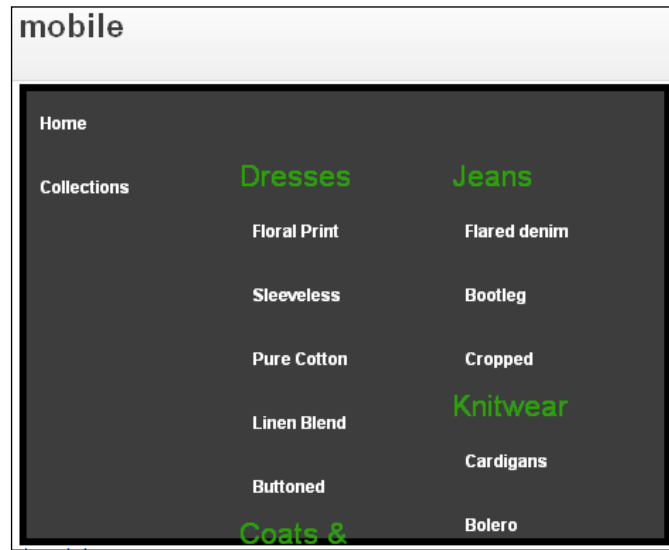 mobile
Home
Collections
Dresses
Floral Print
Sleeveless
Pure Cotton
Linen Blend
Buttoned
Coats &
Jeans
Flared denim
Bootleg
Cropped
Knitwear
Cardigans
Bolero